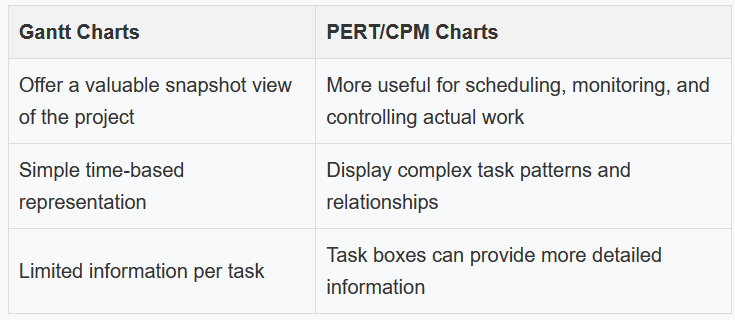 Gantt Charts
PERT/CPM Charts
Offer a valuable snapshot view
of the project
More useful for scheduling, monitoring, and
controlling actual work
Simple time-based
representation
Display complex task patterns and
relationships
Limited information per task
Task boxes can provide more detailed
information